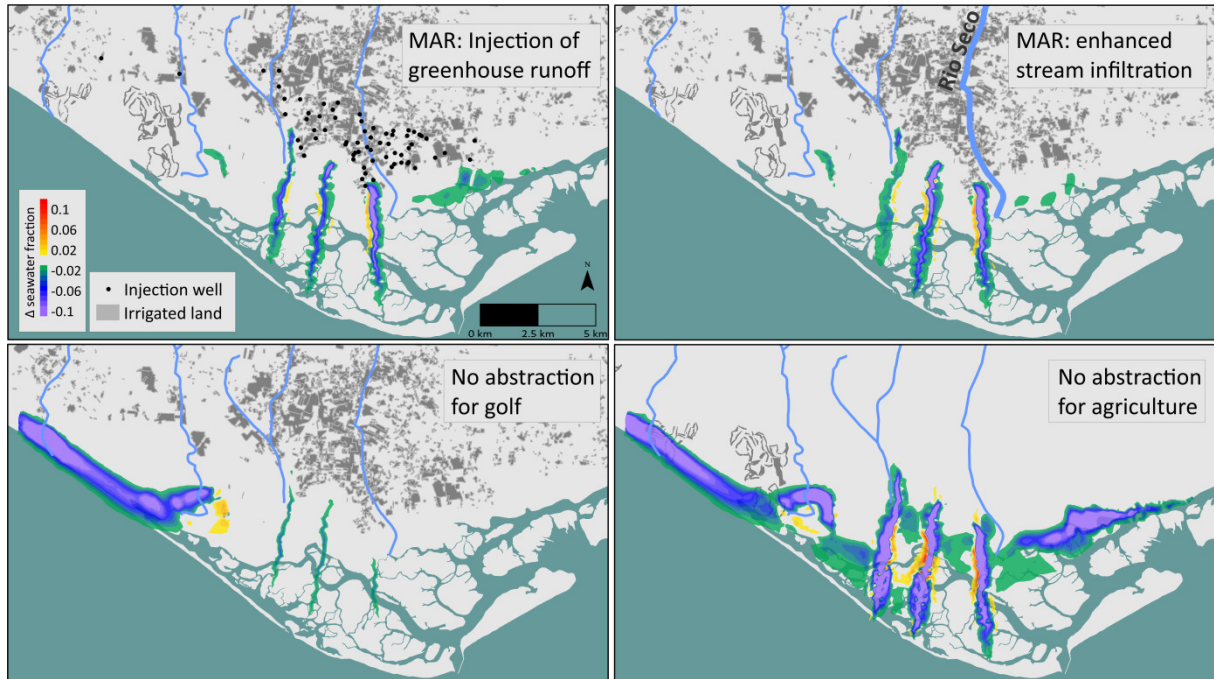 MAR: Injection of
greenhouse runoff
Δ seawater fraction
0.1
0.06
0.02
-0.02
-0.06
-0.1
Injection well
Irrigated land
N
0 km
2.5 km
5 km
Rio Seco
MAR: enhanced
stream infiltration
No abstraction
for golf
No abstraction
for agriculture